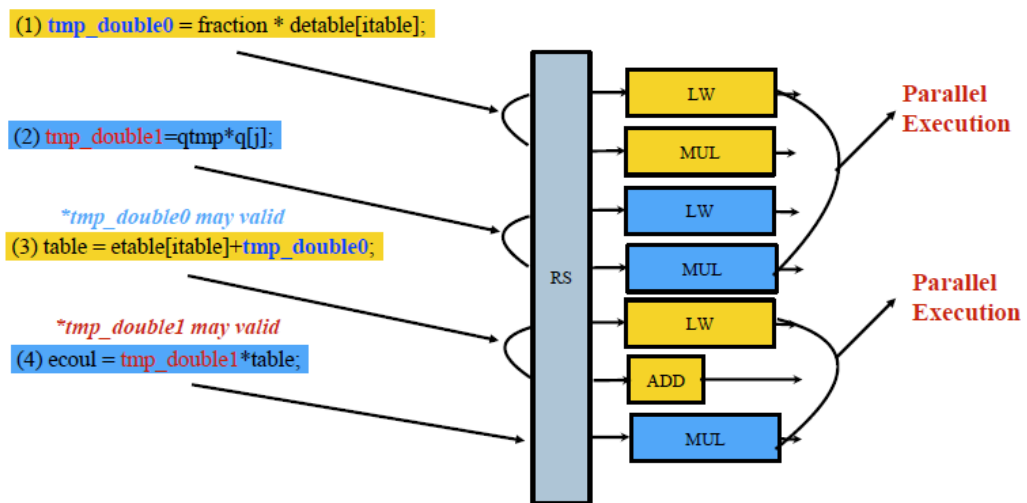 (1) tmp_double0 = fraction * detable[itable];
(2) tmp_double1=qtmp*q[j];
*tmp_double0 may valid
(3) table = etable[itable]+tmp_double0;
*tmp_double1 may valid
(4) ecoul = tmp_double1*table;
RS
LW
MUL
LW
MUL
LW
ADD
MUL
Parallel
Execution
Parallel
Execution